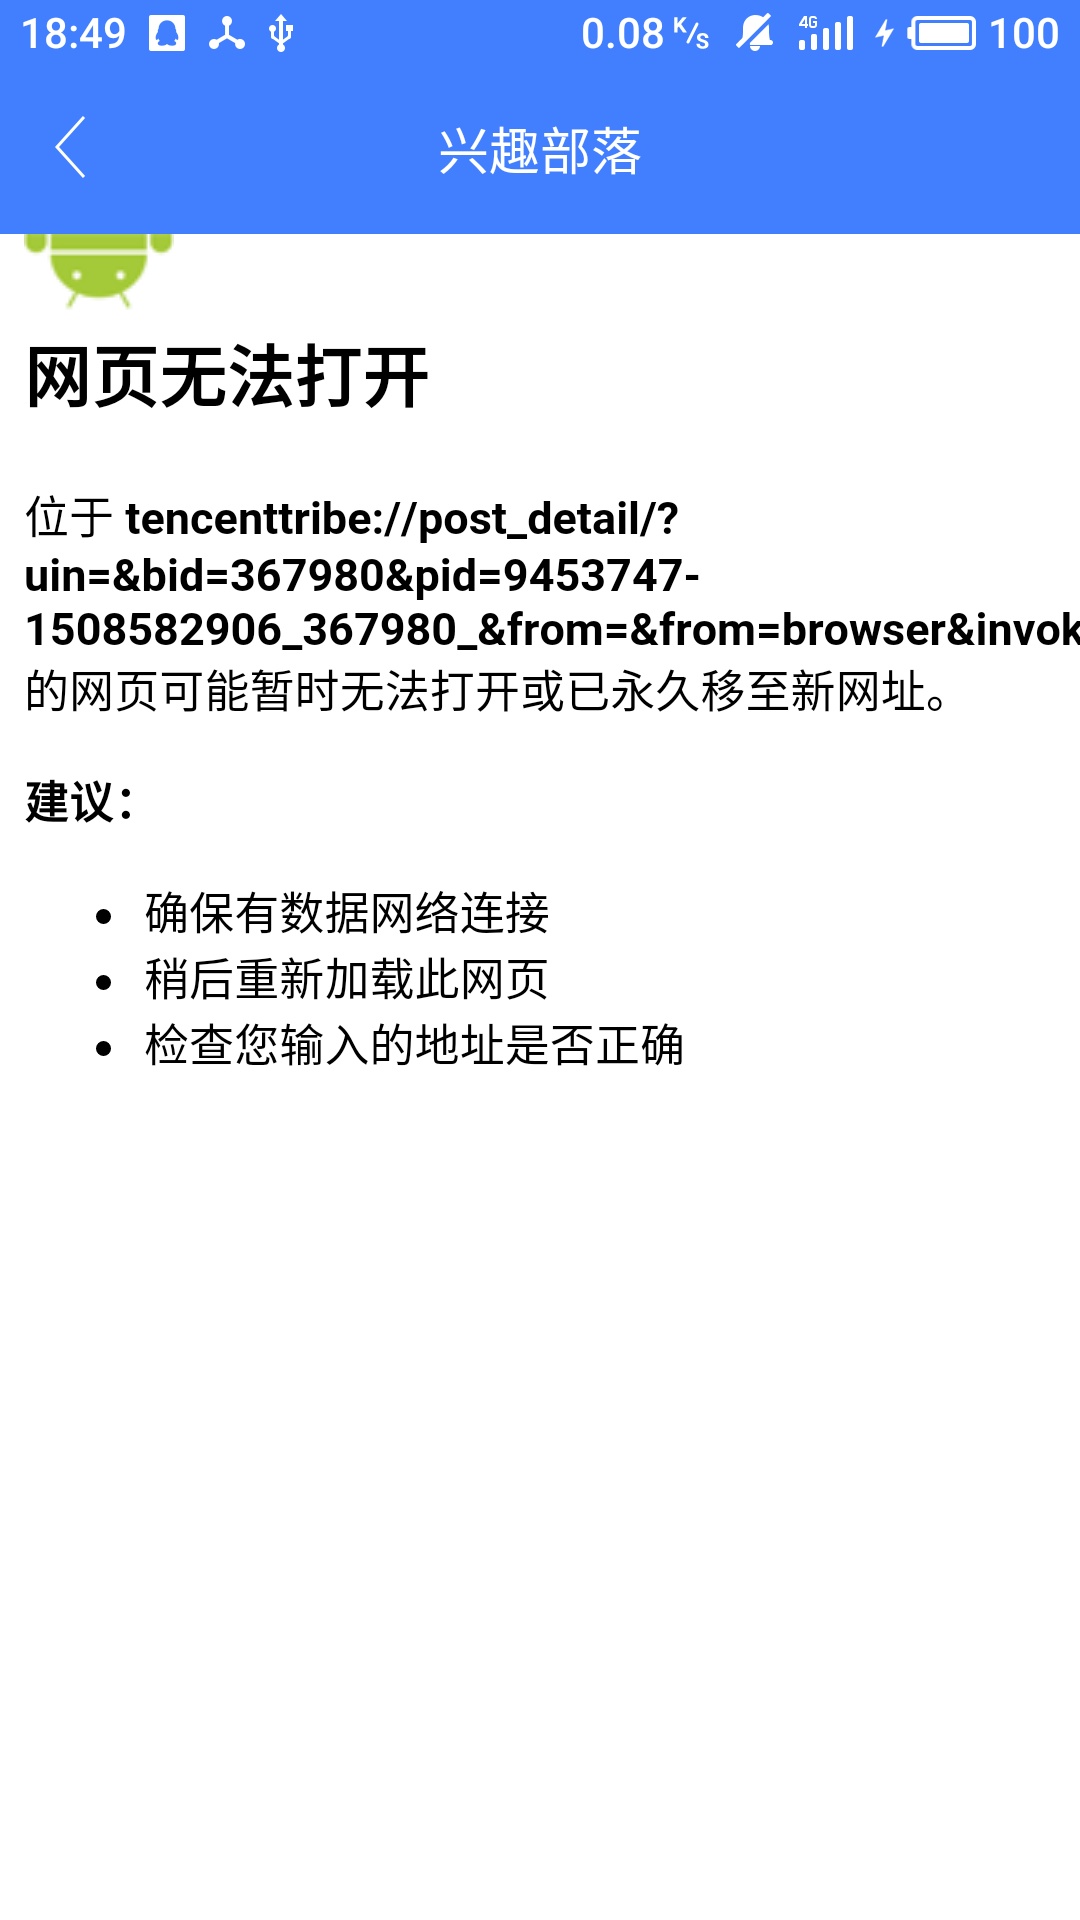 18:49 0.08 K/s 4G 100
兴趣部落
网页无法打开
位于 tencenttribe://post_detail/?
uin=&bid=367980&pid=9453747-
1508582906_367980_&from=&from=browser&invok
的网页可能暂时无法打开或已永久移至新网址。
建议：
确保有数据网络连接
稍后重新加载此网页
检查您输入的地址是否正确